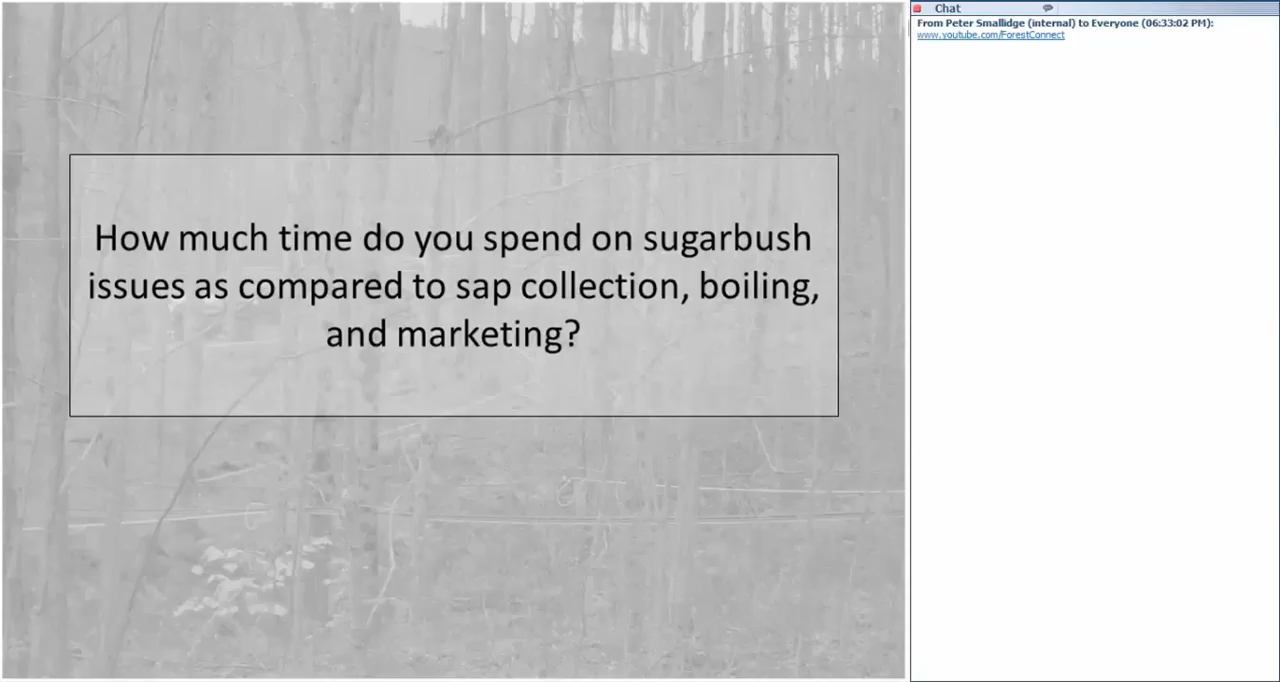 How much time do you spend on sugarbush
issues as compared to sap collection, boiling,
and marketing?
Chat
From Peter Smallidge (internal) to Everyone (06:33:02 PM):
www.youtube.com/ForestConnect